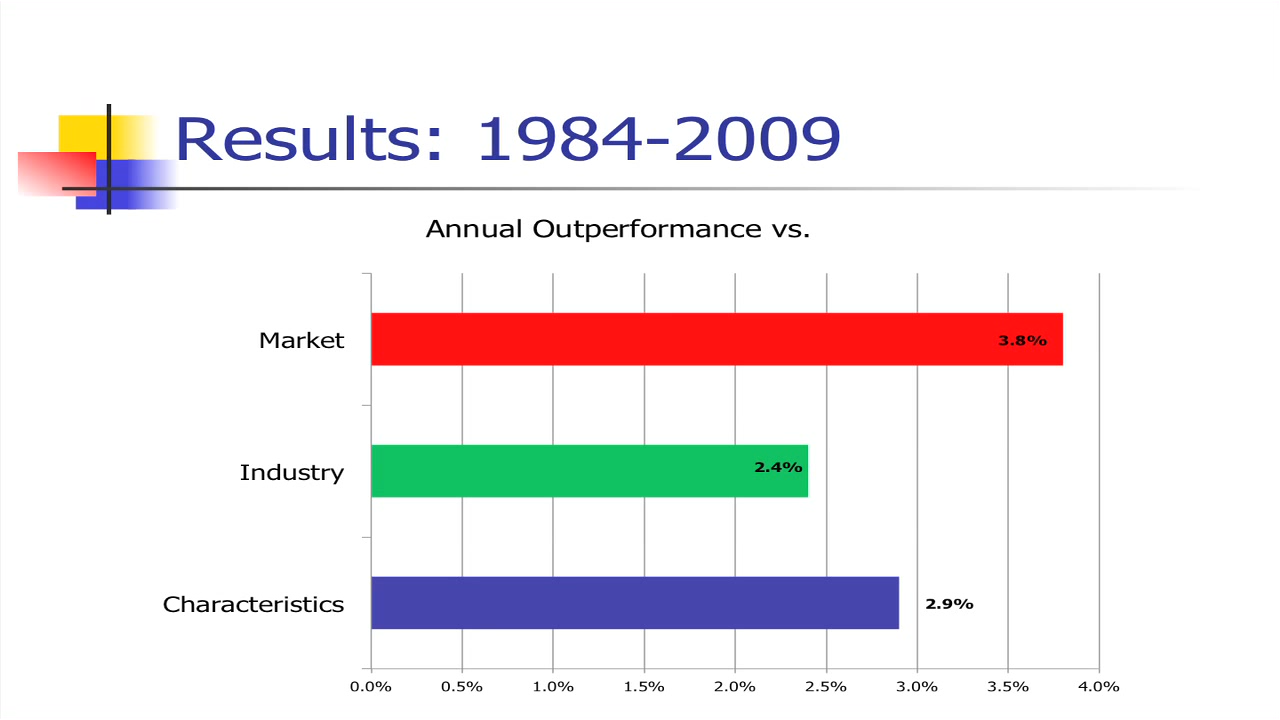 Results: 1984-2009
Annual Outperformance vs.
Market
3.8%
Industry
2.4%
Characteristics
2.9%
0.0% 0.5% 1.0% 1.5% 2.0% 2.5% 3.0% 3.5% 4.0%